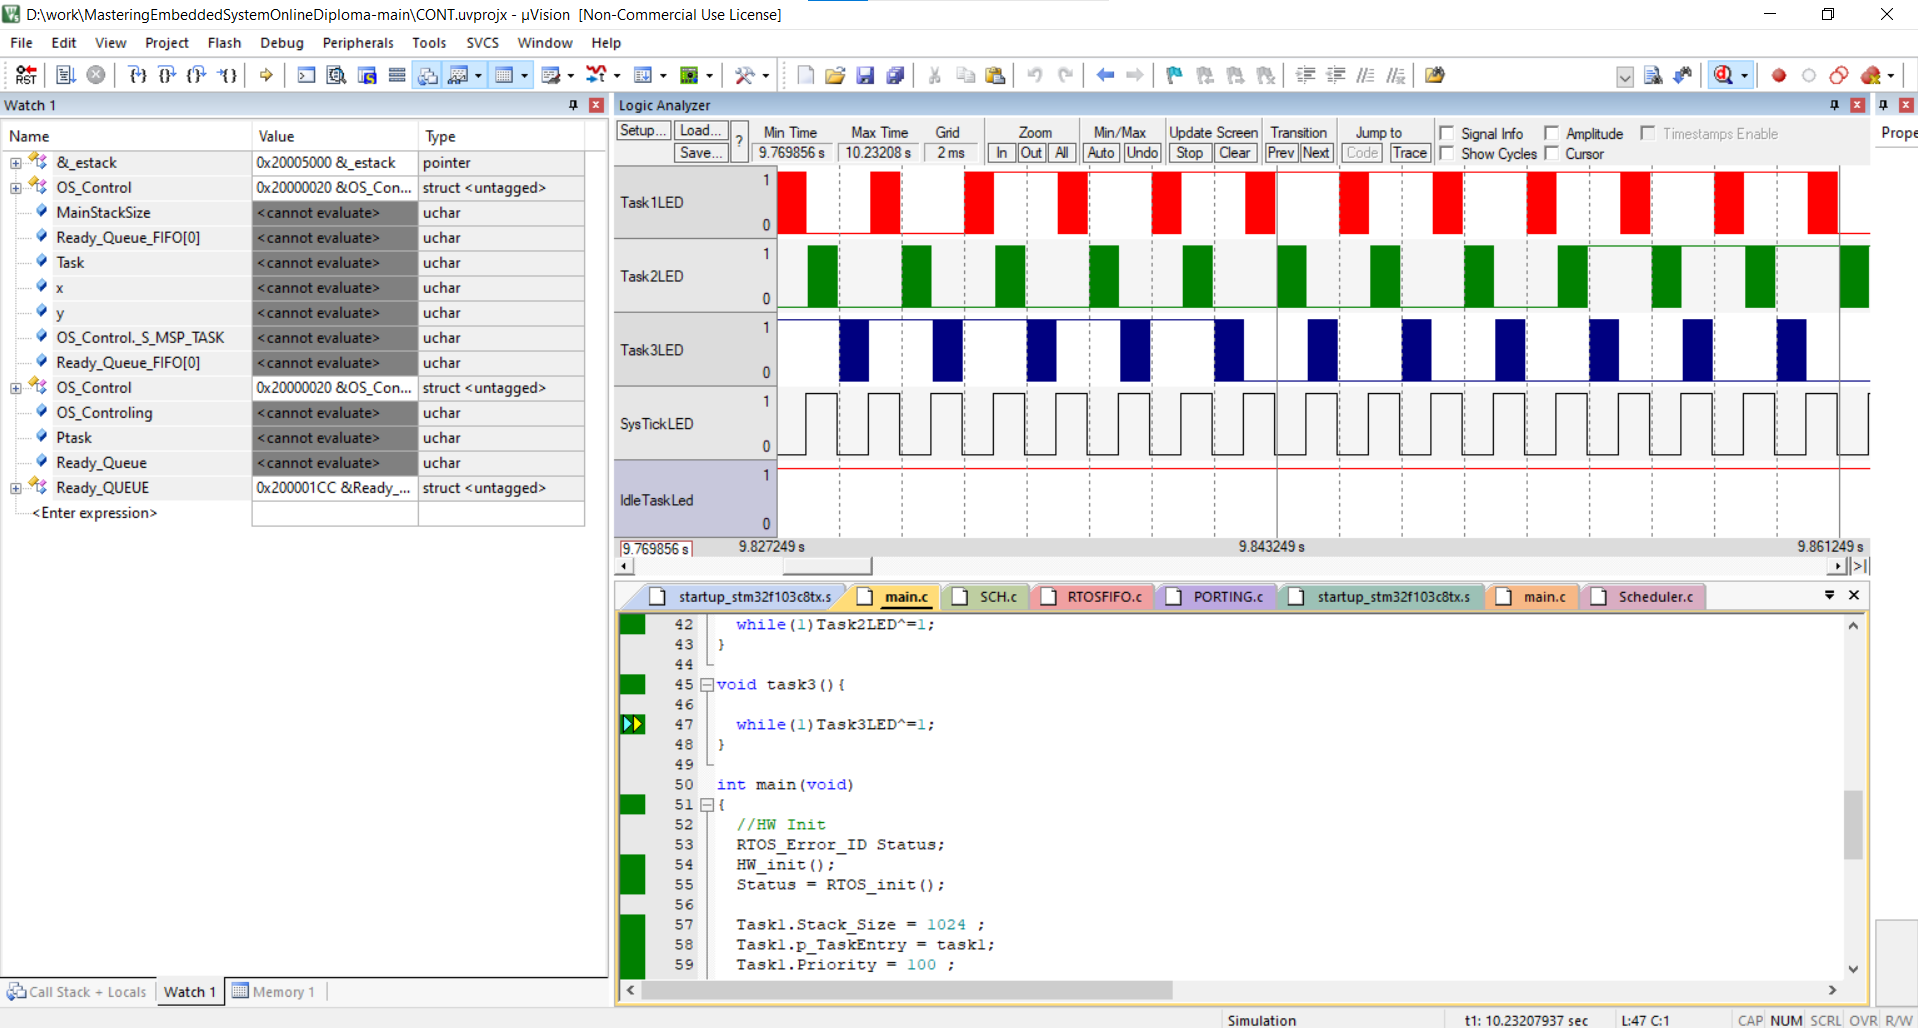 D:\work\MasteringEmbeddedSystemOnlineDiploma-main\CONT.uvprojx - µVision  [Non-Commercial Use License]
File Edit View Project Flash Debug Peripherals Tools SVCS Window Help
RST
Watch 1
Name Value Type
&_estack 0x20005000 &_estack pointer
OS_Control 0x20000020 &OS_Con... struct <untagged>
MainStackSize <cannot evaluate> uchar
Ready_Queue_FIFO[0] <cannot evaluate> uchar
Task <cannot evaluate> uchar
x <cannot evaluate> uchar
y <cannot evaluate> uchar
OS_Control._S_MSP_TASK <cannot evaluate> uchar
Ready_Queue_FIFO[0] <cannot evaluate> uchar
OS_Control 0x20000020 &OS_Con... struct <untagged>
OS_Controling <cannot evaluate> uchar
Ptask <cannot evaluate> uchar
Ready_Queue <cannot evaluate> uchar
Ready_QUEUE 0x200001CC &Ready_... struct <untagged>
<Enter expression>
Call Stack + Locals Watch 1 Memory 1
Logic Analyzer
Setup... Load... ? Min Time Max Time Grid Zoom Min/Max Update Screen Transition Jump to Signal Info Amplitude Timestamps Enable
Save... 9.769856 s 10.23208 s 2 ms In Out All Auto Undo Stop Clear Prev Next Code Trace Show Cycles Cursor
Prope
1
Task1LED
0
1
Task2LED
0
1
Task3LED
0
1
SysTickLED
0
1
IdleTaskLed
0
9.769856 s 9.827249 s 9.843249 s 9.861249 s
startup_stm32f103c8tx.s main.c SCH.c RTOSFIFO.c PORTING.c startup_stm32f103c8tx.s main.c Scheduler.c
42 while(1)Task2LED^=1;
43 }
44
45 void task3(){
46
47 while(1)Task3LED^=1;
48 }
49
50 int main(void)
51 {
52 //HW Init
53 RTOS_Error_ID Status;
54 HW_init();
55 Status = RTOS_init();
56
57 Task1.Stack_Size = 1024 ;
58 Task1.p_TaskEntry = task1;
59 Task1.Priority = 100 ;
Simulation t1: 10.23207937 sec L:47 C:1 CAP NUM SCRL OVR R/W